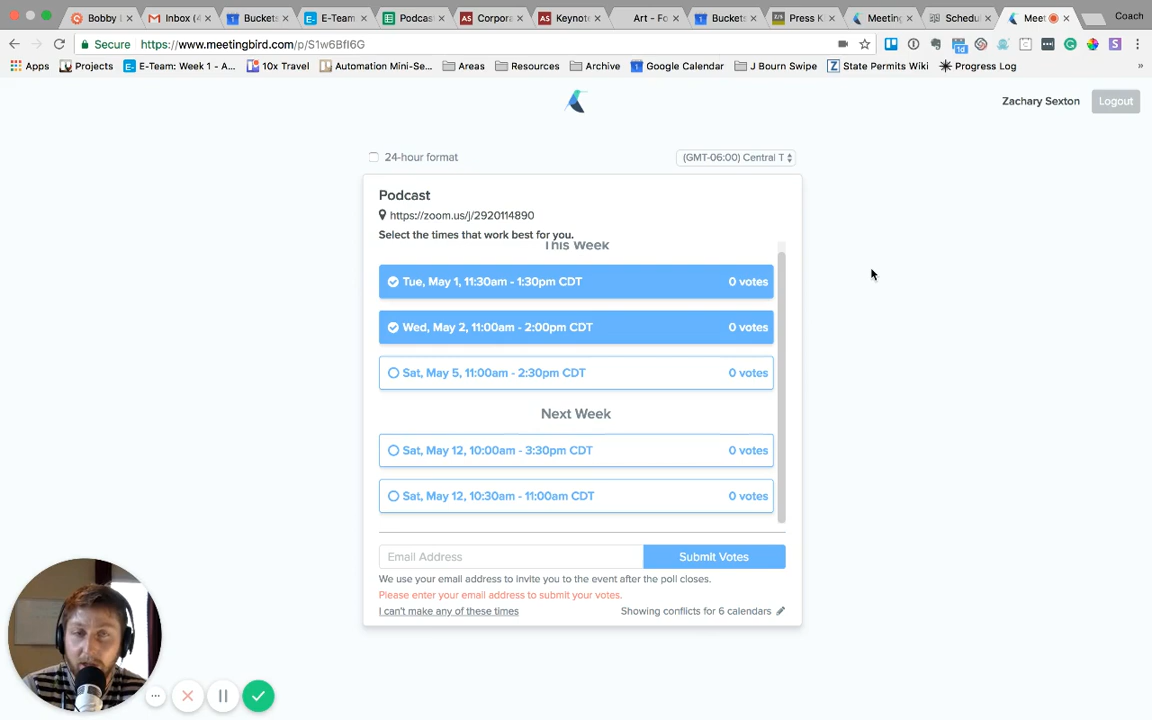 Bobby
Inbox (4
Buckets
E-Team
Podcas
Corpora
Keynote
Art - Fo
Buckets
Press K
Meeting
Schedu
Meet
Coach
Secure https://www.meetingbird.com/p/S1w6BfI6G
Apps
Projects
E-Team: Week 1 - A...
10x Travel
Automation Mini-Se...
Areas
Resources
Archive
Google Calendar
J Bourn Swipe
State Permits Wiki
Progress Log
»
Zachary Sexton
Logout
24-hour format
(GMT-06:00) Central T
Podcast
https://zoom.us/j/2920114890
Select the times that work best for you.
This Week
Tue, May 1, 11:30am - 1:30pm CDT 0 votes
Wed, May 2, 11:00am - 2:00pm CDT 0 votes
Sat, May 5, 11:00am - 2:30pm CDT 0 votes
Next Week
Sat, May 12, 10:00am - 3:30pm CDT 0 votes
Sat, May 12, 10:30am - 11:00am CDT 0 votes
Email Address
Submit Votes
We use your email address to invite you to the event after the poll closes.
Please enter your email address to submit your votes.
I can't make any of these times
Showing conflicts for 6 calendars